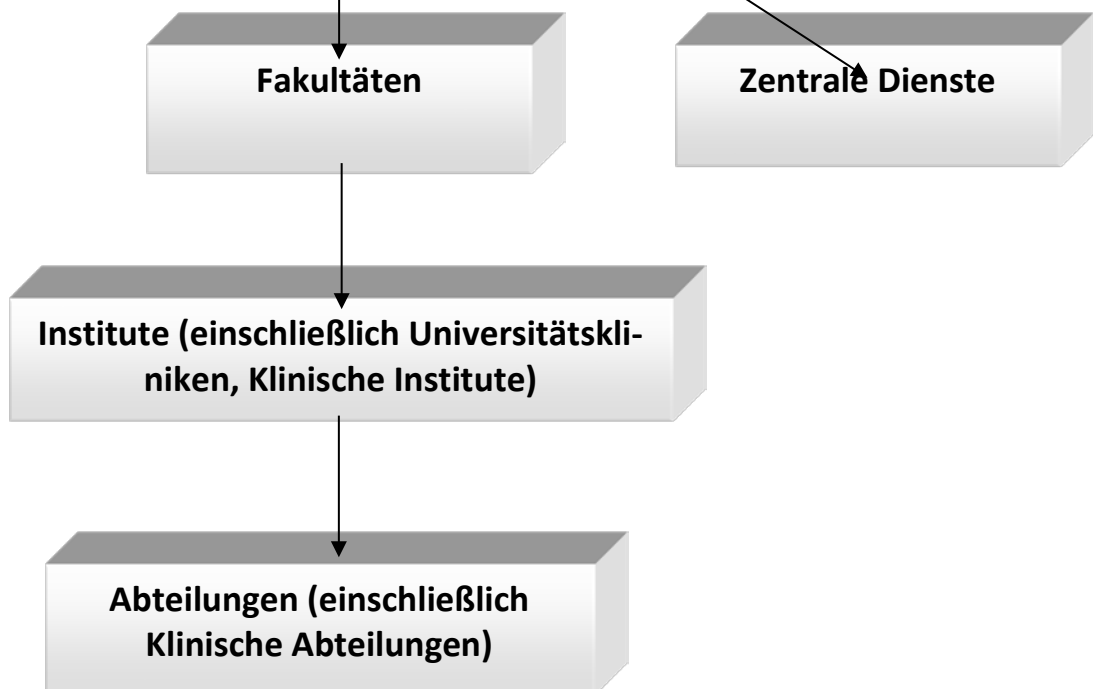 Fakultäten
Zentrale Dienste
Institute (einschließlich Universitätskli-
niken, Klinische Institute)
Abteilungen (einschließlich
Klinische Abteilungen)